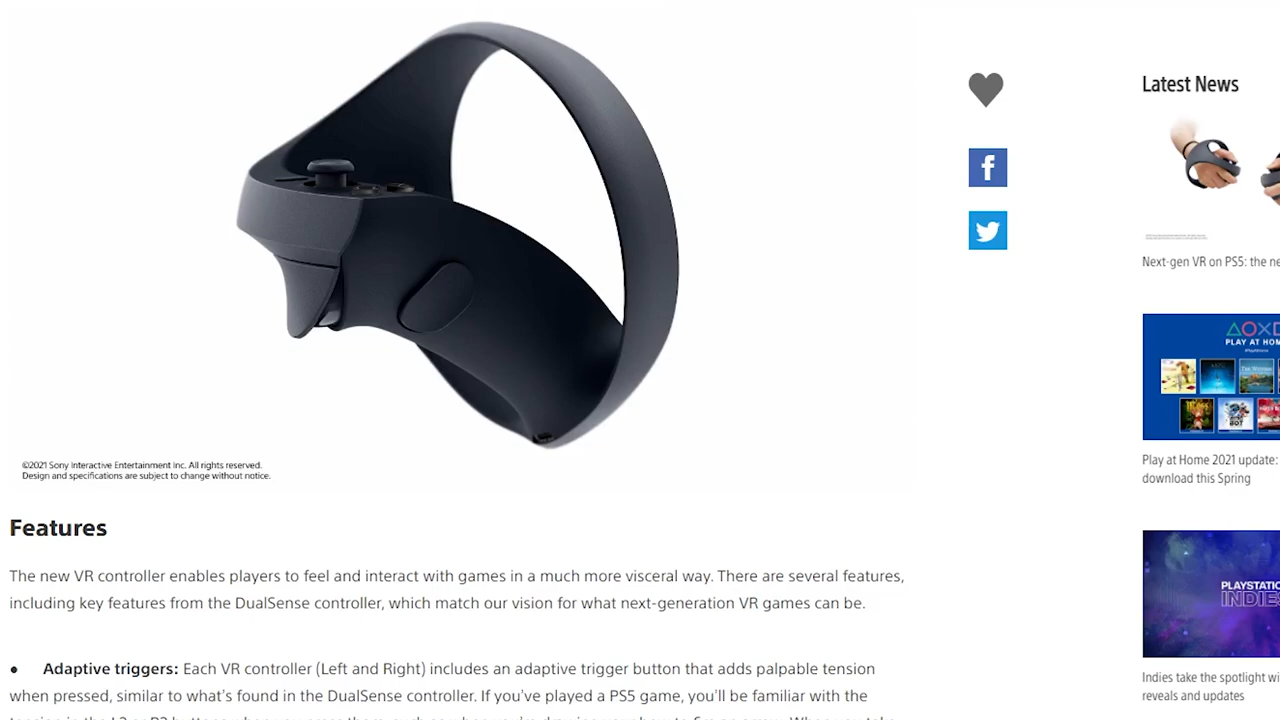 ©2021 Sony Interactive Entertainment Inc. All rights reserved.
Design and specifications are subject to change without notice.
Features
The new VR controller enables players to feel and interact with games in a much more visceral way. There are several features,
including key features from the DualSense controller, which match our vision for what next-generation VR games can be.
• Adaptive triggers: Each VR controller (Left and Right) includes an adaptive trigger button that adds palpable tension
when pressed, similar to what's found in the DualSense controller. If you've played a PS5 game, you'll be familiar with the
Latest News
Next-gen VR on PS5: the
PLAY AT
Play at Home 2021 update:
download this Spring
INDIES
Indies take the spotlight
reveals and updates